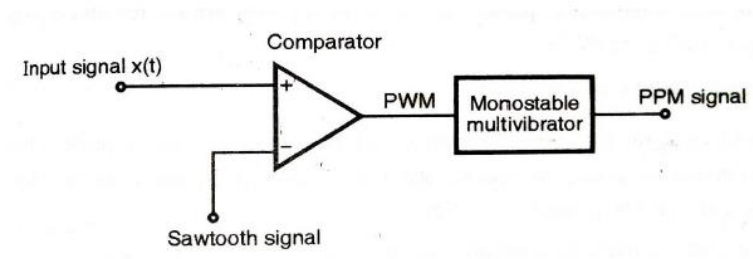 Comparator
Input signal x(t)
+
PWM
Monostable
multivibrator
PPM signal
−
Sawtooth signal